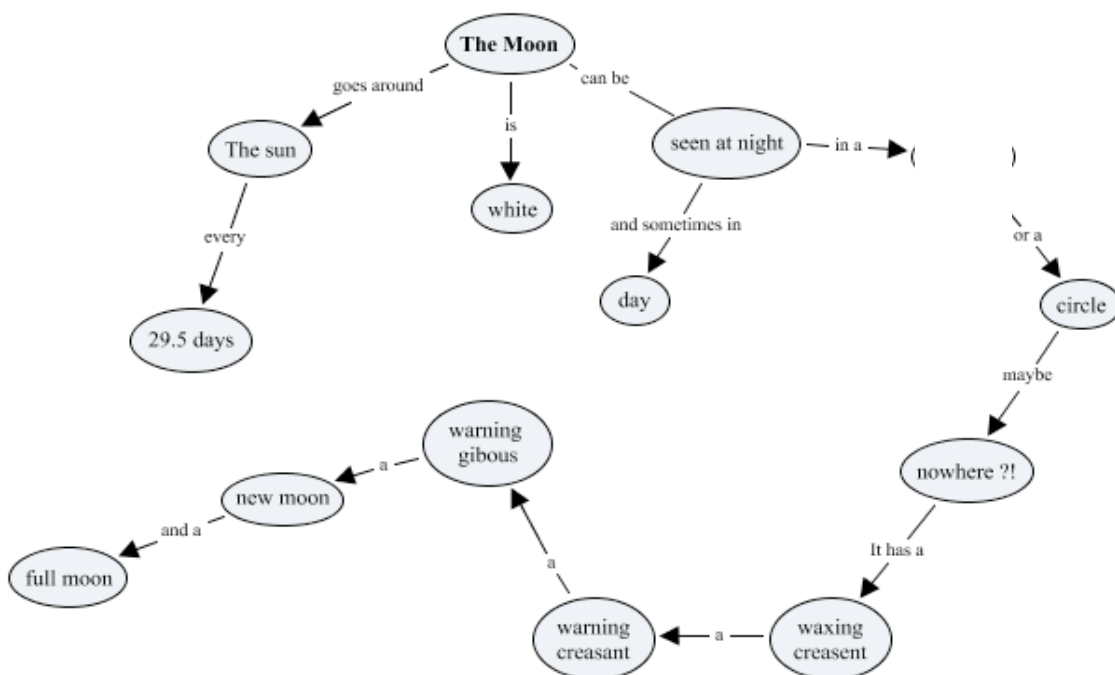 The Moon
goes around
The sun
every
29.5 days
is
white
can be
seen at night
and sometimes in
day
in a
or a
circle
maybe
nowhere ?!
It has a
waxing
creasent
a
warning
creasant
a
warning
gibous
a
new moon
and a
full moon